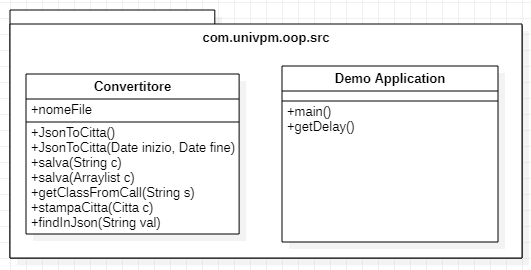 com.univpm.oop.src
Convertitore
+nomeFile
+JsonToCitta()
+JsonToCitta(Date inizio, Date fine)
+salva(String c)
+salva(Arraylist c)
+getClassFromCall(String s)
+stampaCitta(Citta c)
+findInJson(String val)
Demo Application
+main()
+getDelay()